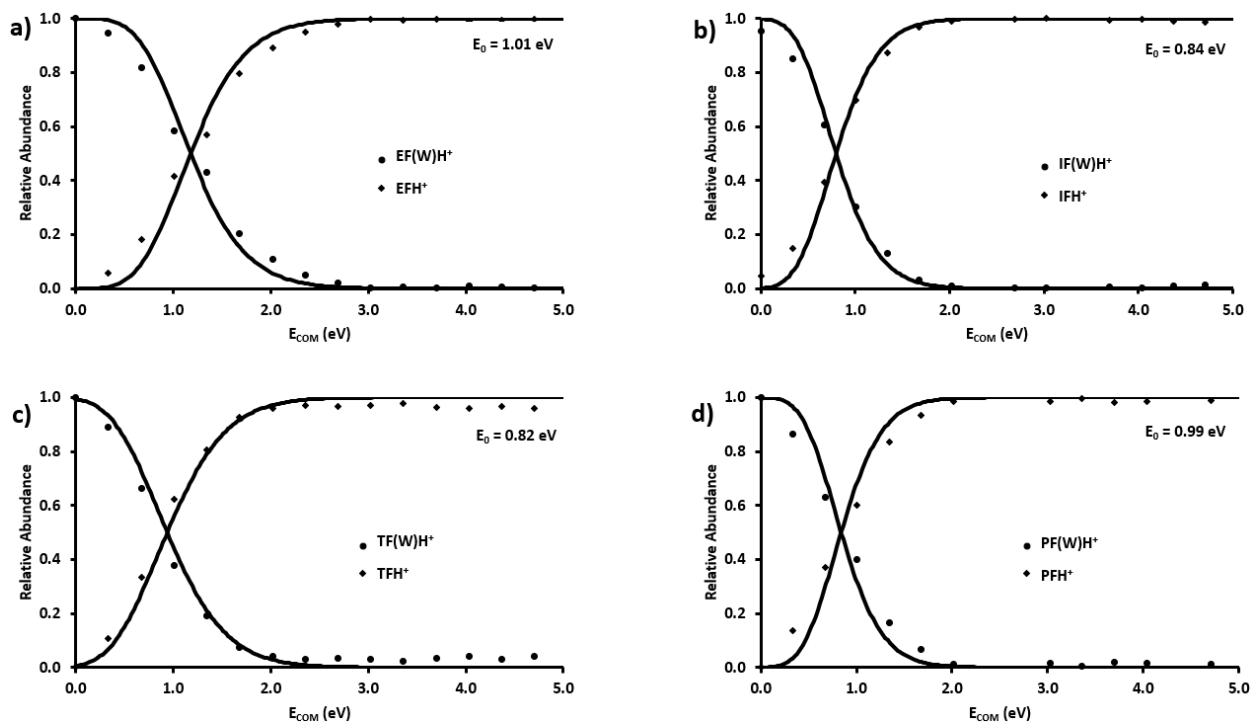 a)
Relative Abundance
1.0
0.8
0.6
0.4
0.2
0.0
E₀ = 1.01 eV
EF(W)H⁺
EFH⁺
0.0 1.0 2.0 3.0 4.0 5.0
E_COM (eV)
b)
Relative Abundance
1.0
0.8
0.6
0.4
0.2
0.0
E₀ = 0.84 eV
IF(W)H⁺
IFH⁺
0.0 1.0 2.0 3.0 4.0 5.0
E_COM (eV)
c)
Relative Abundance
1.0
0.8
0.6
0.4
0.2
0.0
E₀ = 0.82 eV
TF(W)H⁺
TFH⁺
0.0 1.0 2.0 3.0 4.0 5.0
E_COM (eV)
d)
Relative Abundance
1.0
0.8
0.6
0.4
0.2
0.0
E₀ = 0.99 eV
PF(W)H⁺
PFH⁺
0.0 1.0 2.0 3.0 4.0 5.0
E_COM (eV)